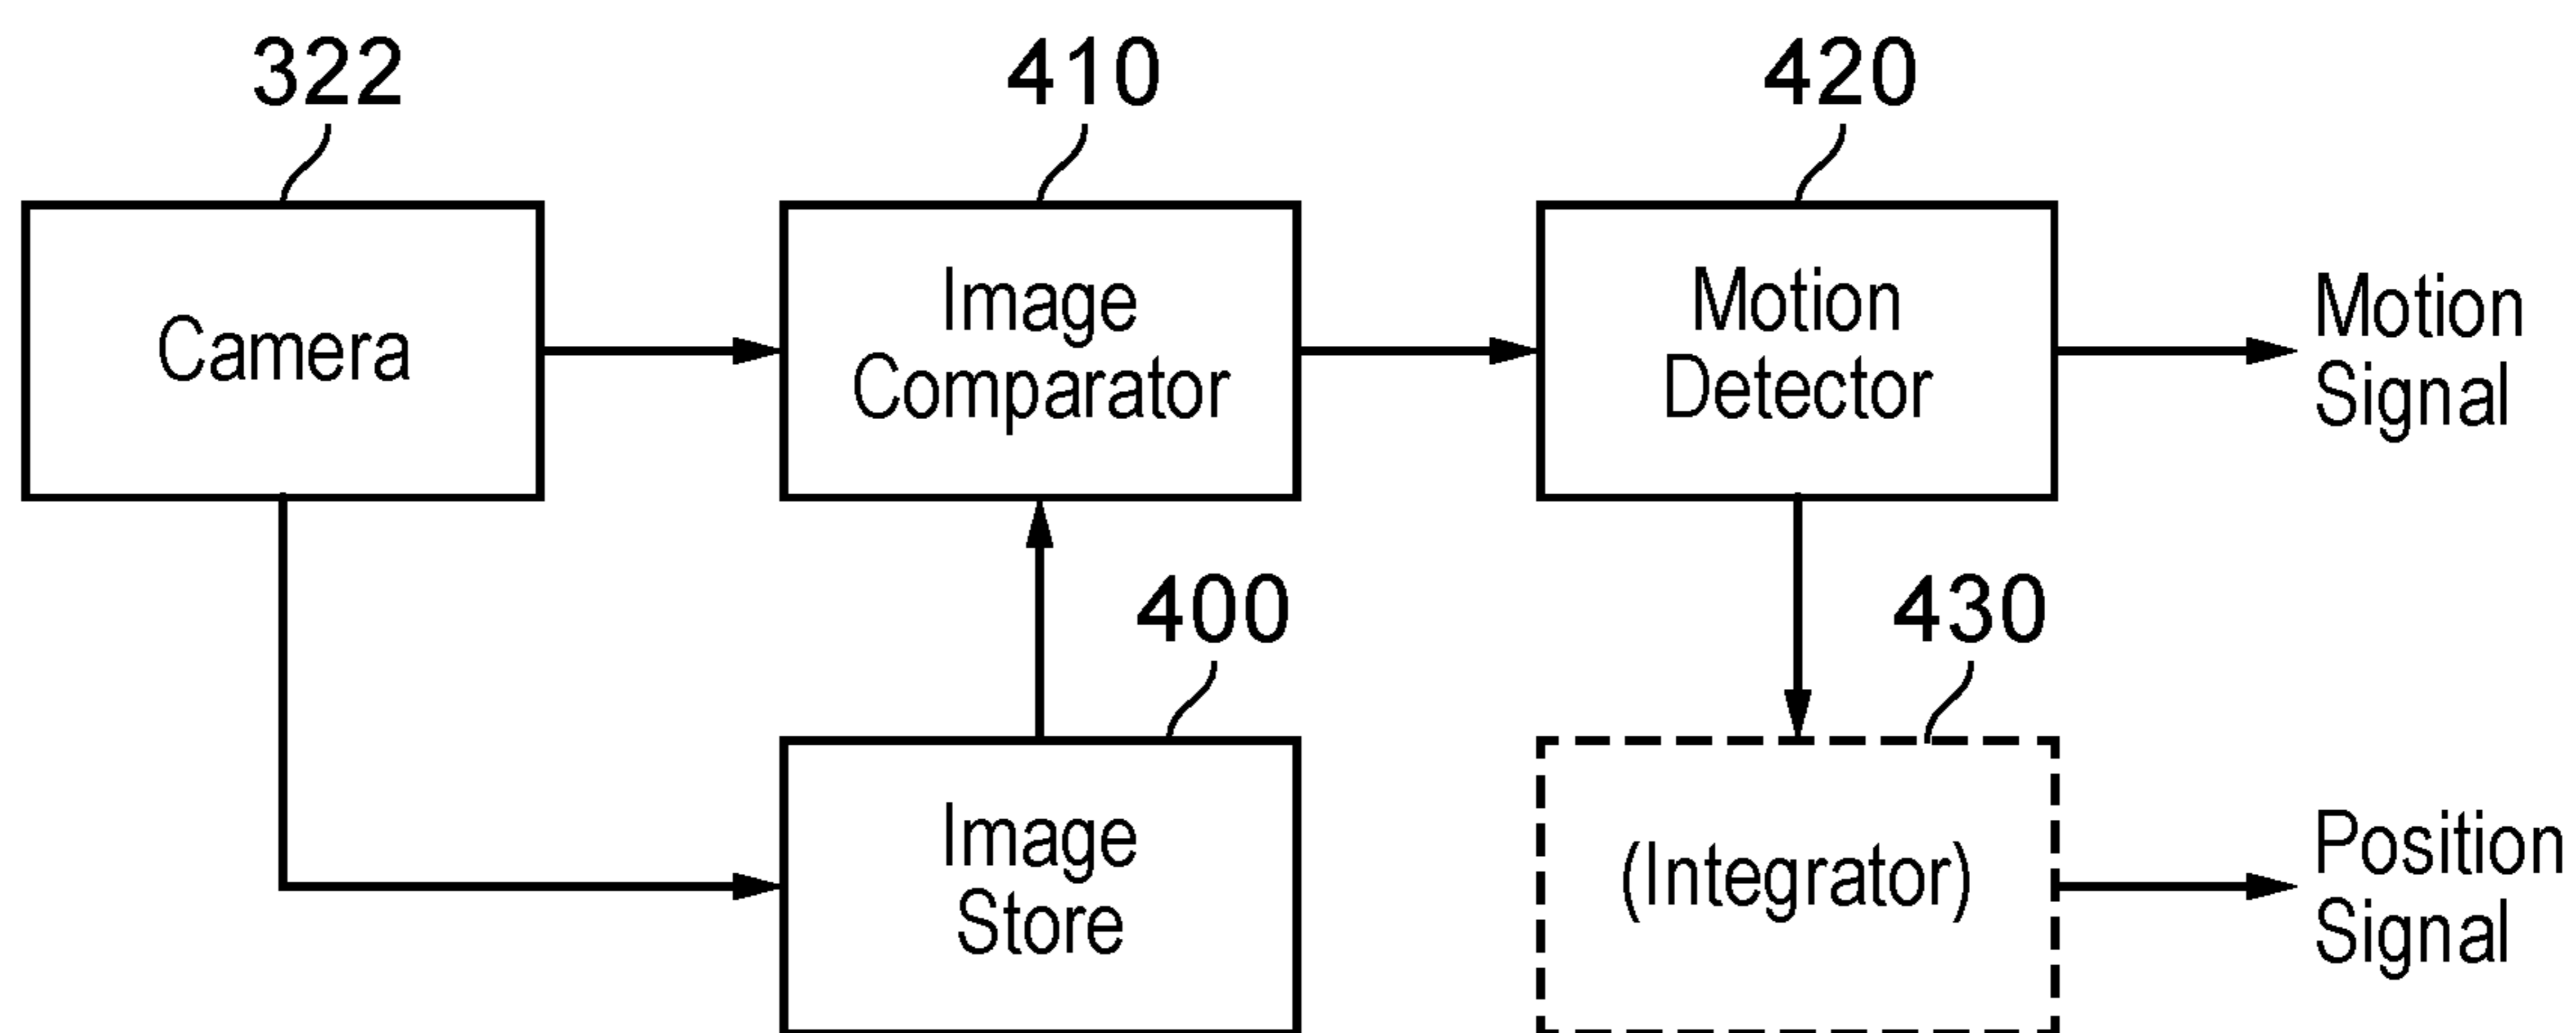 322
410
420
Camera
Image
Comparator
Motion
Detector
Motion
Signal
400
430
Image
Store
(Integrator)
Position
Signal